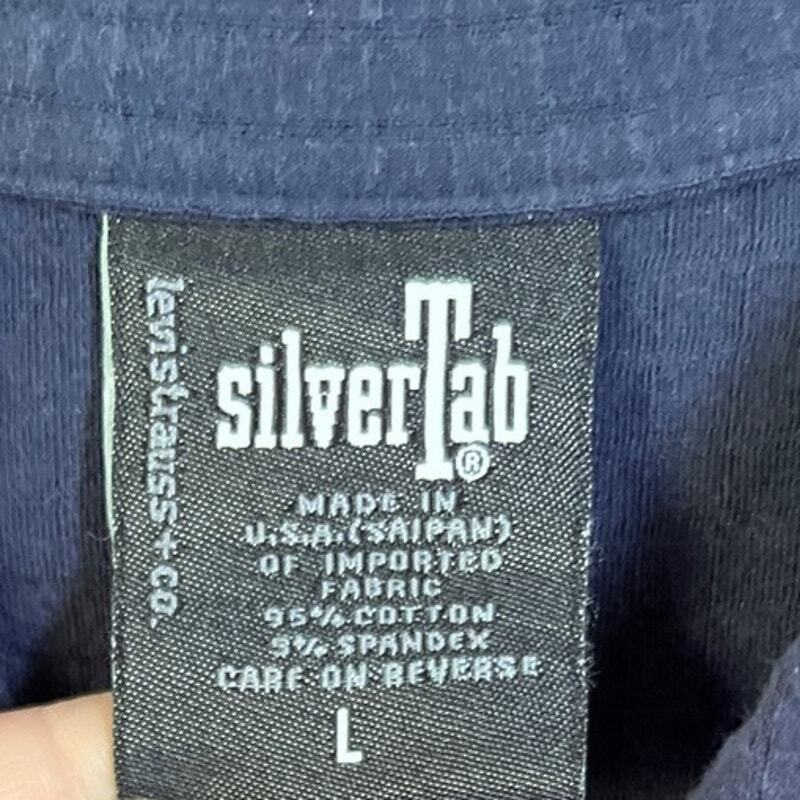 levi strauss + co.
silverTab®
MADE IN
U.S.A. (SAIPAN)
OF IMPORTED
FABRIC
95% COTTON
5% SPANDEX
CARE ON REVERSE
L